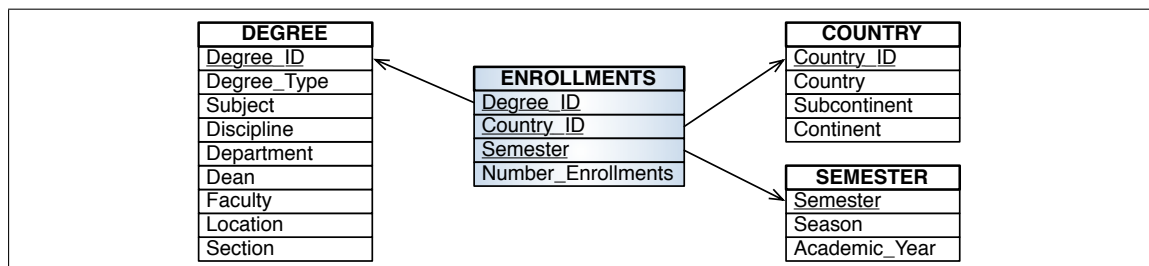 DEGREE
Degree_ID
Degree_Type
Subject
Discipline
Department
Dean
Faculty
Location
Section
ENROLLMENTS
Degree_ID
Country_ID
Semester
Number_Enrollments
COUNTRY
Country_ID
Country
Subcontinent
Continent
SEMESTER
Semester
Season
Academic_Year